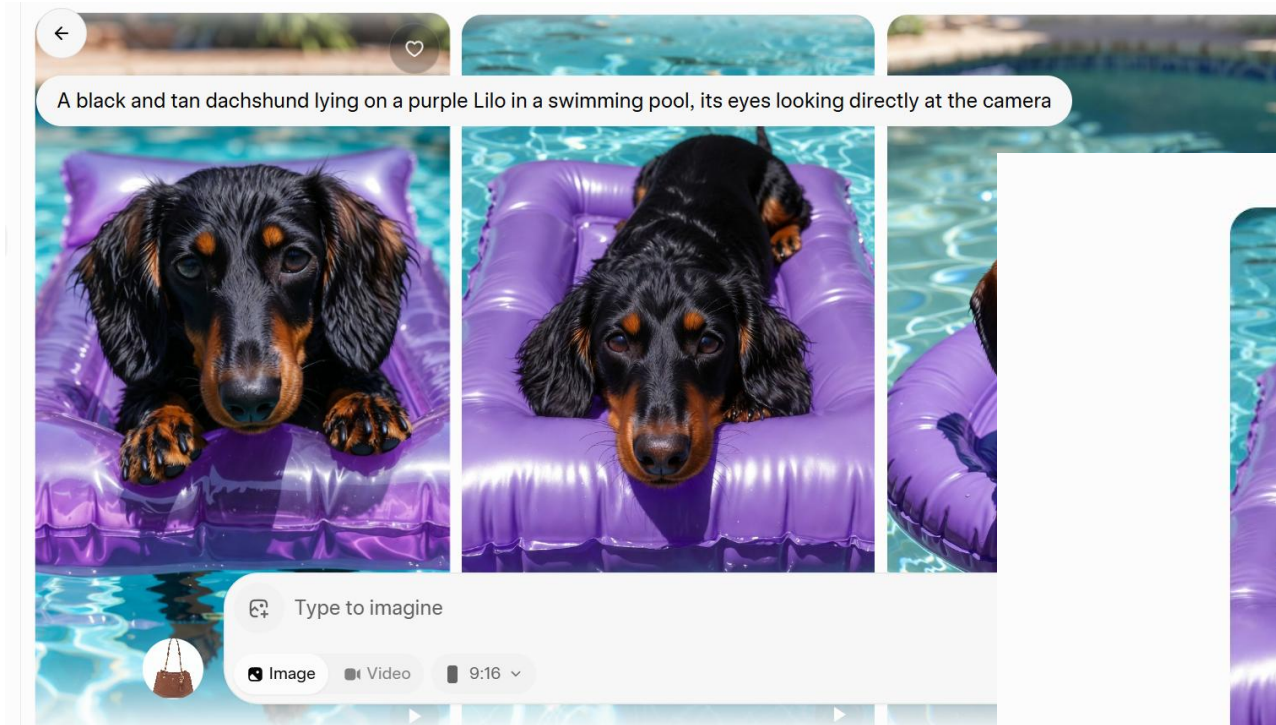 A black and tan dachshund lying on a purple Lilo in a swimming pool, its eyes looking directly at the camera
Type to imagine
Image Video 9:16